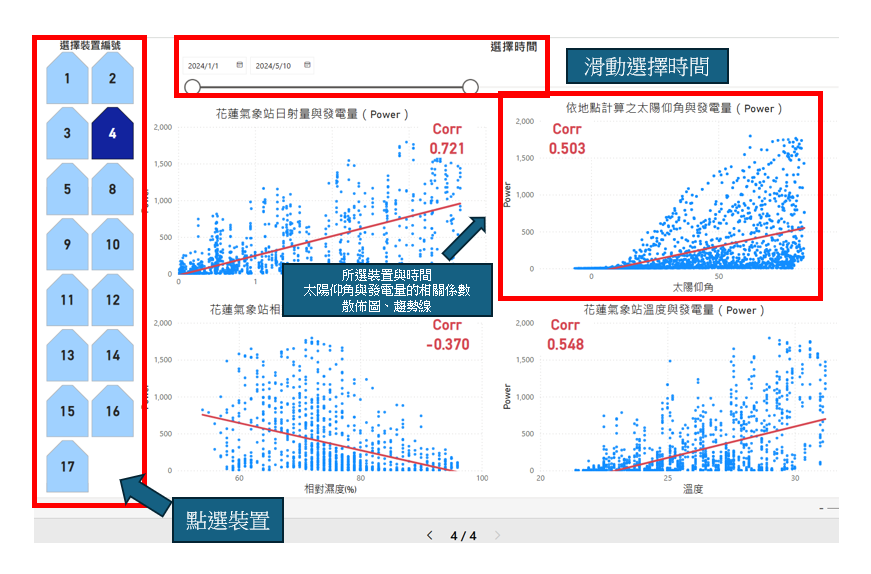 選擇裝置編號
1
2
3
4
5
8
9
10
11
12
13
14
15
16
17
點選裝置
選擇時間
2024/1/1
2024/5/10
滑動選擇時間
花蓮氣象站日射量與發電量（Power）
Corr
0.721
Power
2,000
1,500
1,000
500
0
0
1
依地點計算之太陽仰角與發電量（Power）
Corr
0.503
Power
2,000
1,500
1,000
500
0
0
50
太陽仰角
所選裝置與時間
太陽仰角與發電量的相關係數
散佈圖、趨勢線
花蓮氣象站相
Corr
-0.370
2,000
1,500
1,000
500
0
60
80
100
相對濕度(%)
花蓮氣象站溫度與發電量（Power）
Corr
0.548
Power
2,000
1,500
1,000
500
0
20
25
30
溫度
4 / 4